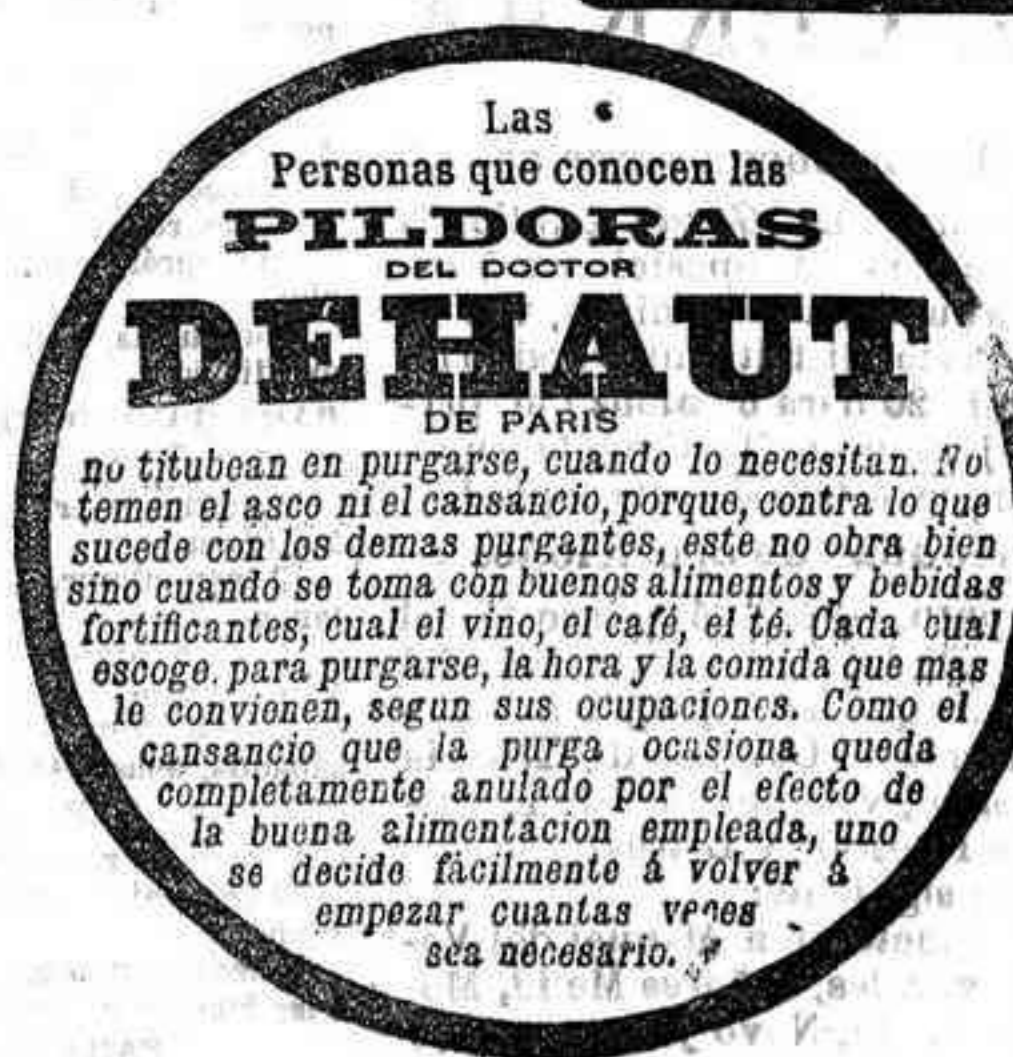 Las
Personas que conocen las
PILDORAS
DEL DOCTOR
DEHAUT
DE PARIS
no titubean en purgarse, cuando lo necesitan. No
temen el asco ni el cansancio, porque, contra lo que
sucede con los demas purgantes, este no obra bien
sino cuando se toma con buenos alimentos y bebidas
fortificantes, cual el vino, el café, el té. Cada cual
escoge, para purgarse, la hora y la comida que mas
le convienen, segun sus ocupaciones. Como el
cansancio que la purga ocasiona queda
completamente anulado por el efecto de
la buena alimentacion empleada, uno
se decide fácilmente á volver á
empezar cuantas veces
sea necesario.